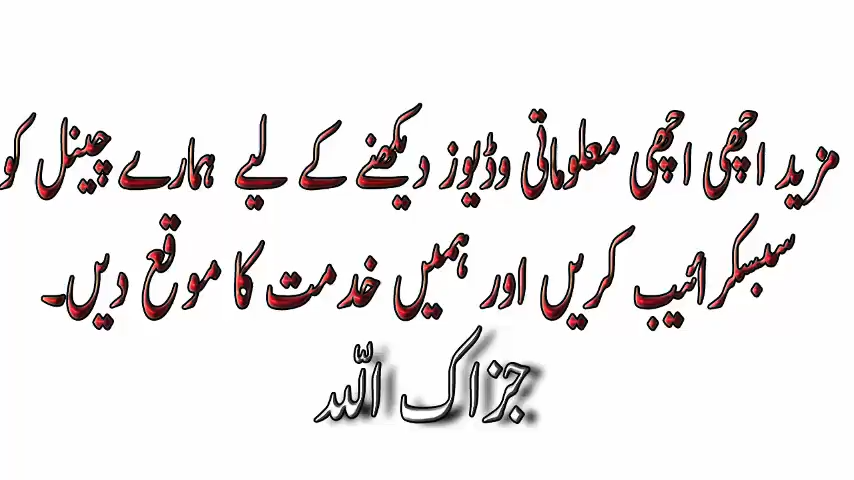 مزید اچھی اچھی معلوماتی وڈیوز دیکھنے کے لیے ہمارے چینل کو
سبسکرائیب کریں اور ہمیں خدمت کا موقع دیں۔
جزاک اللہ